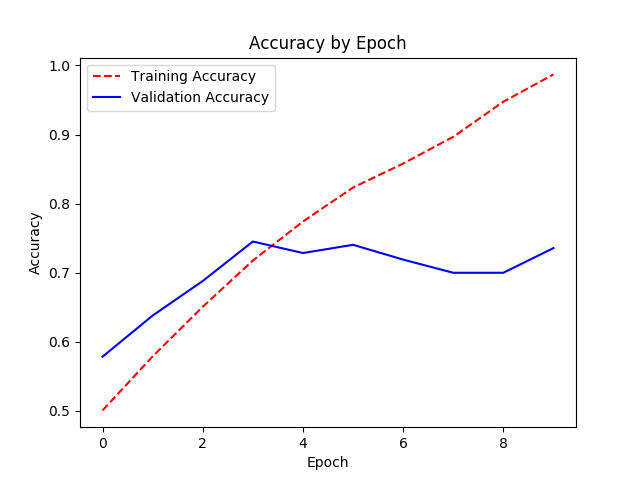 Accuracy by Epoch
Training Accuracy
Validation Accuracy
Accuracy
1.0
0.9
0.8
0.7
0.6
0.5
0 2 4 6 8
Epoch